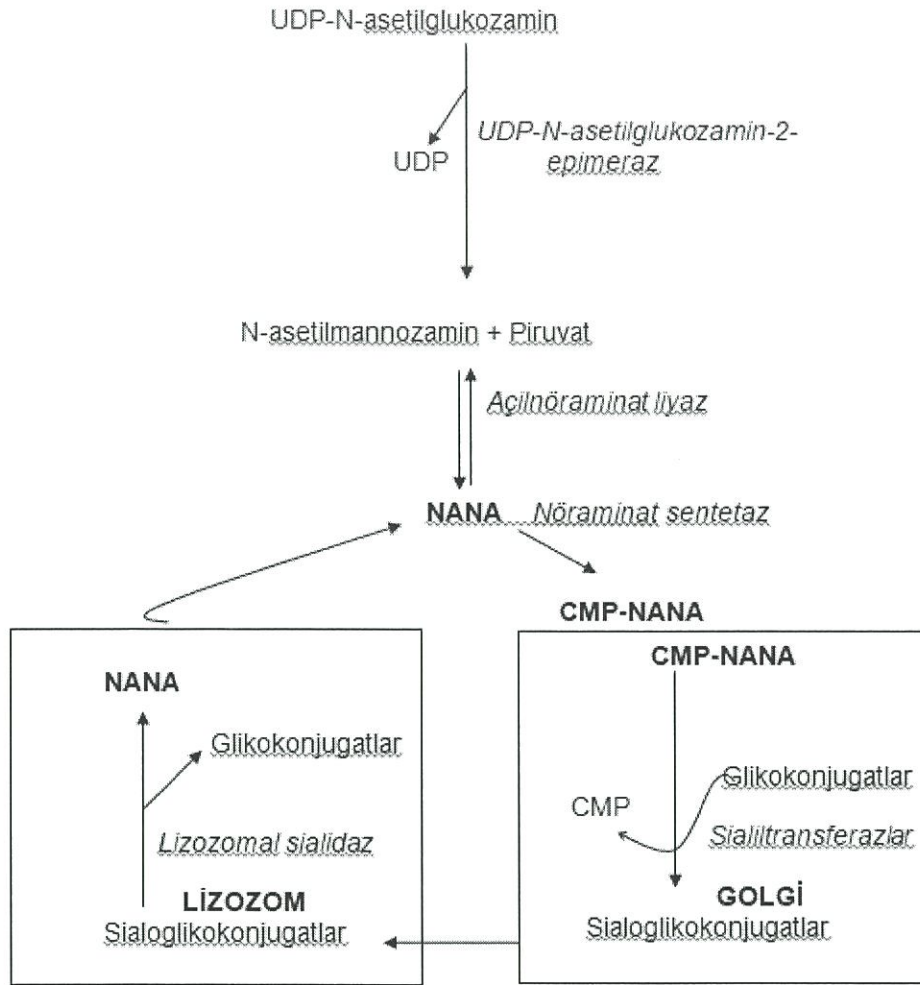 UDP-N-asetilglukozamin
UDP-N-asetilglukozamin-2-
epimeraz
UDP
N-asetilmannozamin + Piruvat
Açilnöraminat liyaz
NANA Nöraminat sentetaz
CMP-NANA
CMP-NANA
NANA
Glikokonjugatlar
Lizozomal sialidaz
LİZOZOM
Sialoglikokonjugatlar
Glikokonjugatlar
CMP
Sialiltransferazlar
GOLGİ
Sialoglikokonjugatlar